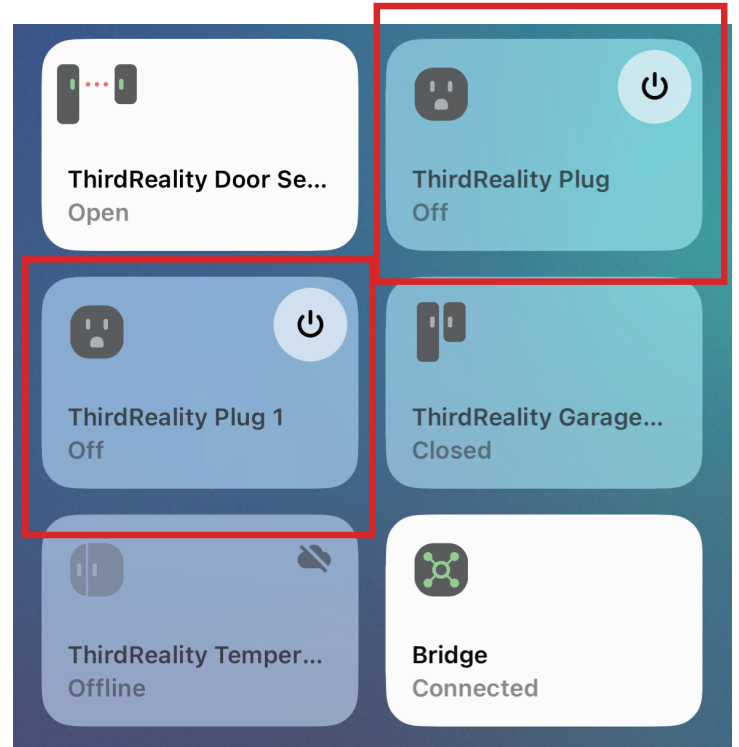 ThirdReality Door Se...
Open
ThirdReality Plug
Off
ThirdReality Plug 1
Off
ThirdReality Garage...
Closed
ThirdReality Temper...
Offline
Bridge
Connected